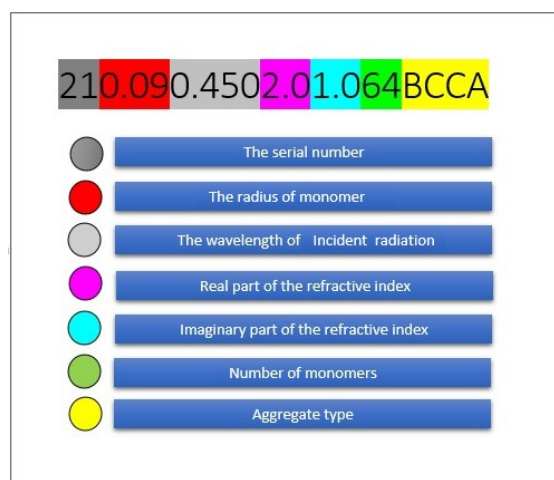 210.090.4502.01.064BCCA
The serial number
The radius of monomer
The wavelength of Incident radiation
Real part of the refractive index
Imaginary part of the refractive index
Number of monomers
Aggregate type